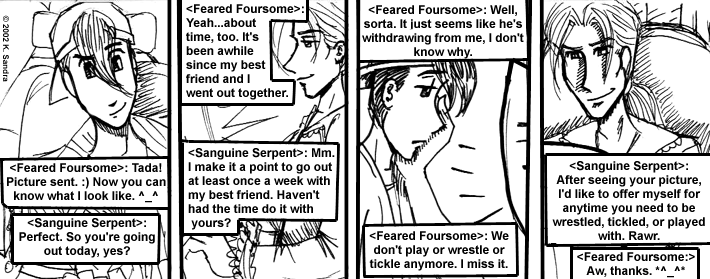 © 2002 K. Sandra
<Feared Foursome>: Tada!
Picture sent. :) Now you can
know what I look like. ^_^
<Sanguine Serpent>:
Perfect. So you're going
out today, yes?
<Feared Foursome>:
Yeah...about
time, too. It's
been awhile
since my best
friend and I
went out together.
<Sanguine Serpent>: Mm.
I make it a point to go out
at least once a week with
my best friend. Haven't
had the time do it with
yours?
<Feared Foursome>: Well,
sorta. It just seems like he's
withdrawing from me, I don't
know why.
<Feared Foursome>: We
don't play or wrestle or
tickle anymore. I miss it.
<Sanguine Serpent>:
After seeing your picture,
I'd like to offer myself for
anytime you need to be
wrestled, tickled, or played
with. Rawr.
<Feared Foursome:>
Aw, thanks. *^_^*